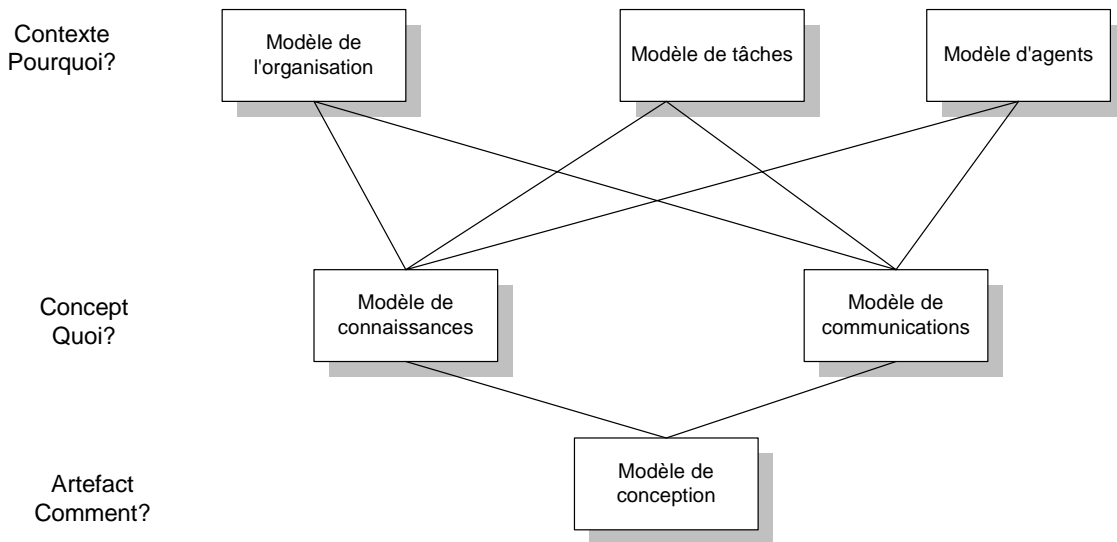 Contexte
Pourquoi?
Modèle de
l'organisation
Modèle de tâches
Modèle d'agents
Concept
Quoi?
Modèle de
connaissances
Modèle de
communications
Artefact
Comment?
Modèle de
conception